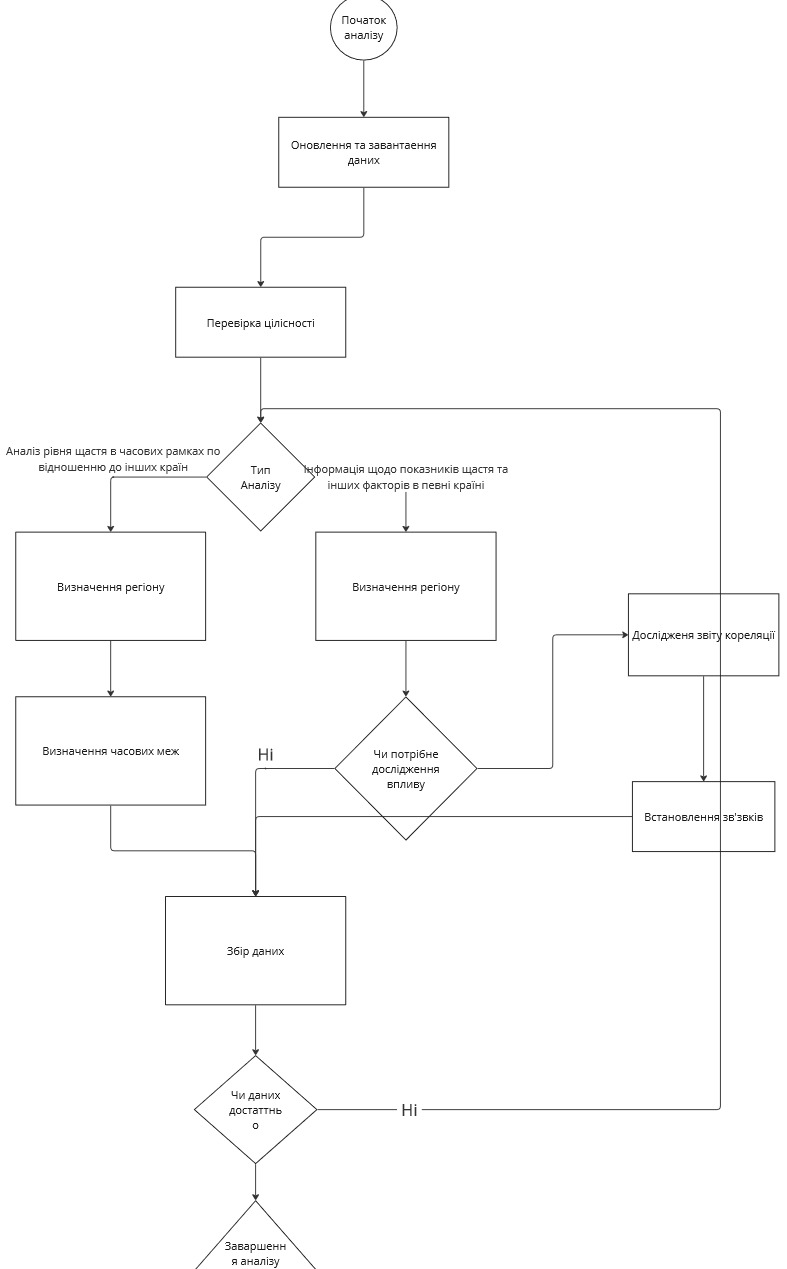 Початок
аналізу
Оновлення та завантаення
даних
Перевірка цілісності
Аналіз рівня щастя в часових рамках по
відношенню до інших країн
Тип
Аналізу
Інформація щодо показників щастя та
інших факторів в певні країні
Визначення регіону
Визначення регіону
Дослідженя звіту кореляції
Визначення часових меж
Ні
Чи потрібне
дослідження
впливу
Встановлення зв'звків
Збір даних
Чи даних
достаттнь
о
Ні
Заваршенн
я аналізу